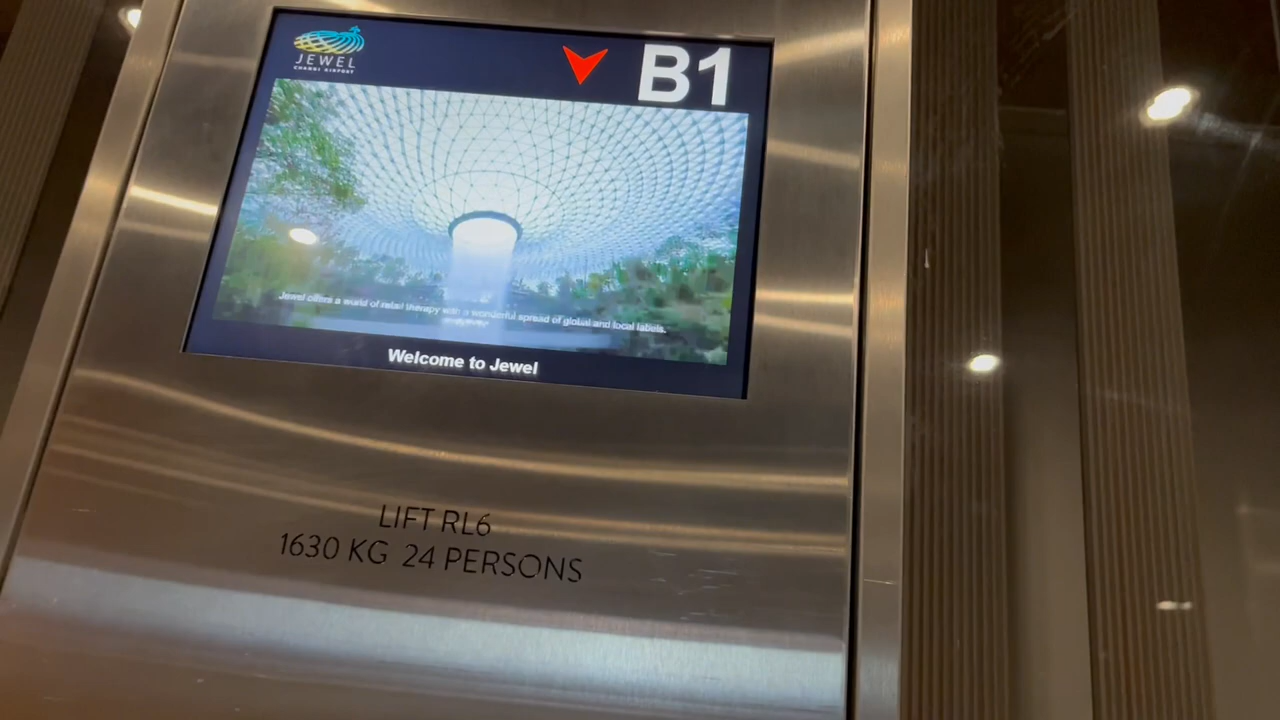 JEWEL
CHANGI AIRPORT
B1
Jewel offers a world of retail therapy with a wonderful spread of global and local labels.
Welcome to Jewel
LIFT RL6
1630 KG 24 PERSONS